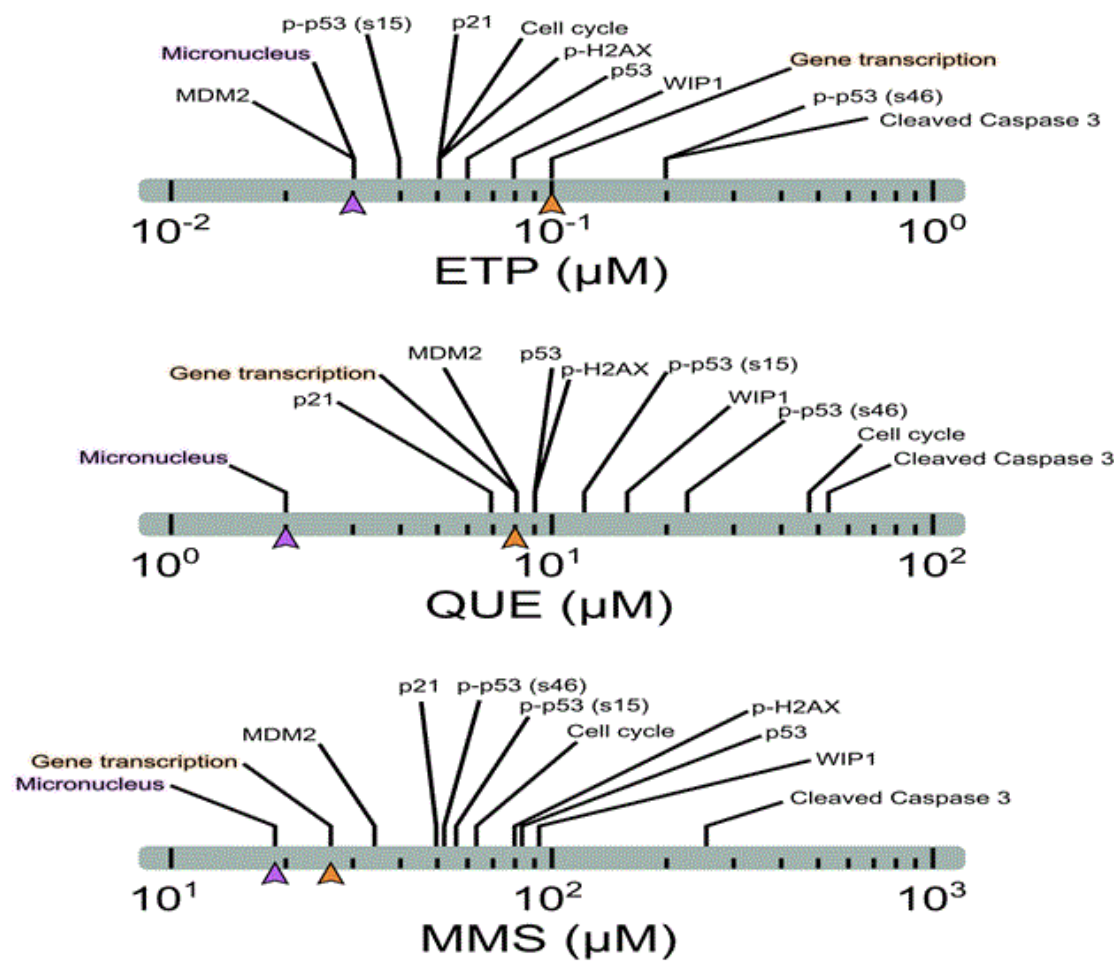 p-p53 (s15)
p21
Cell cycle
Micronucleus
p-H2AX
Gene transcription
p53
MDM2
WIP1
p-p53 (s46)
Cleaved Caspase 3
10⁻² 10⁻¹ 10⁰
ETP (µM)
MDM2
p53
p-H2AX
p-p53 (s15)
Gene transcription
p21
WIP1
p-p53 (s46)
Cell cycle
Micronucleus
Cleaved Caspase 3
10⁰ 10¹ 10²
QUE (µM)
p21
p-p53 (s46)
p-p53 (s15)
p-H2AX
MDM2
Cell cycle
p53
Gene transcription
WIP1
Micronucleus
Cleaved Caspase 3
10¹ 10² 10³
MMS (µM)